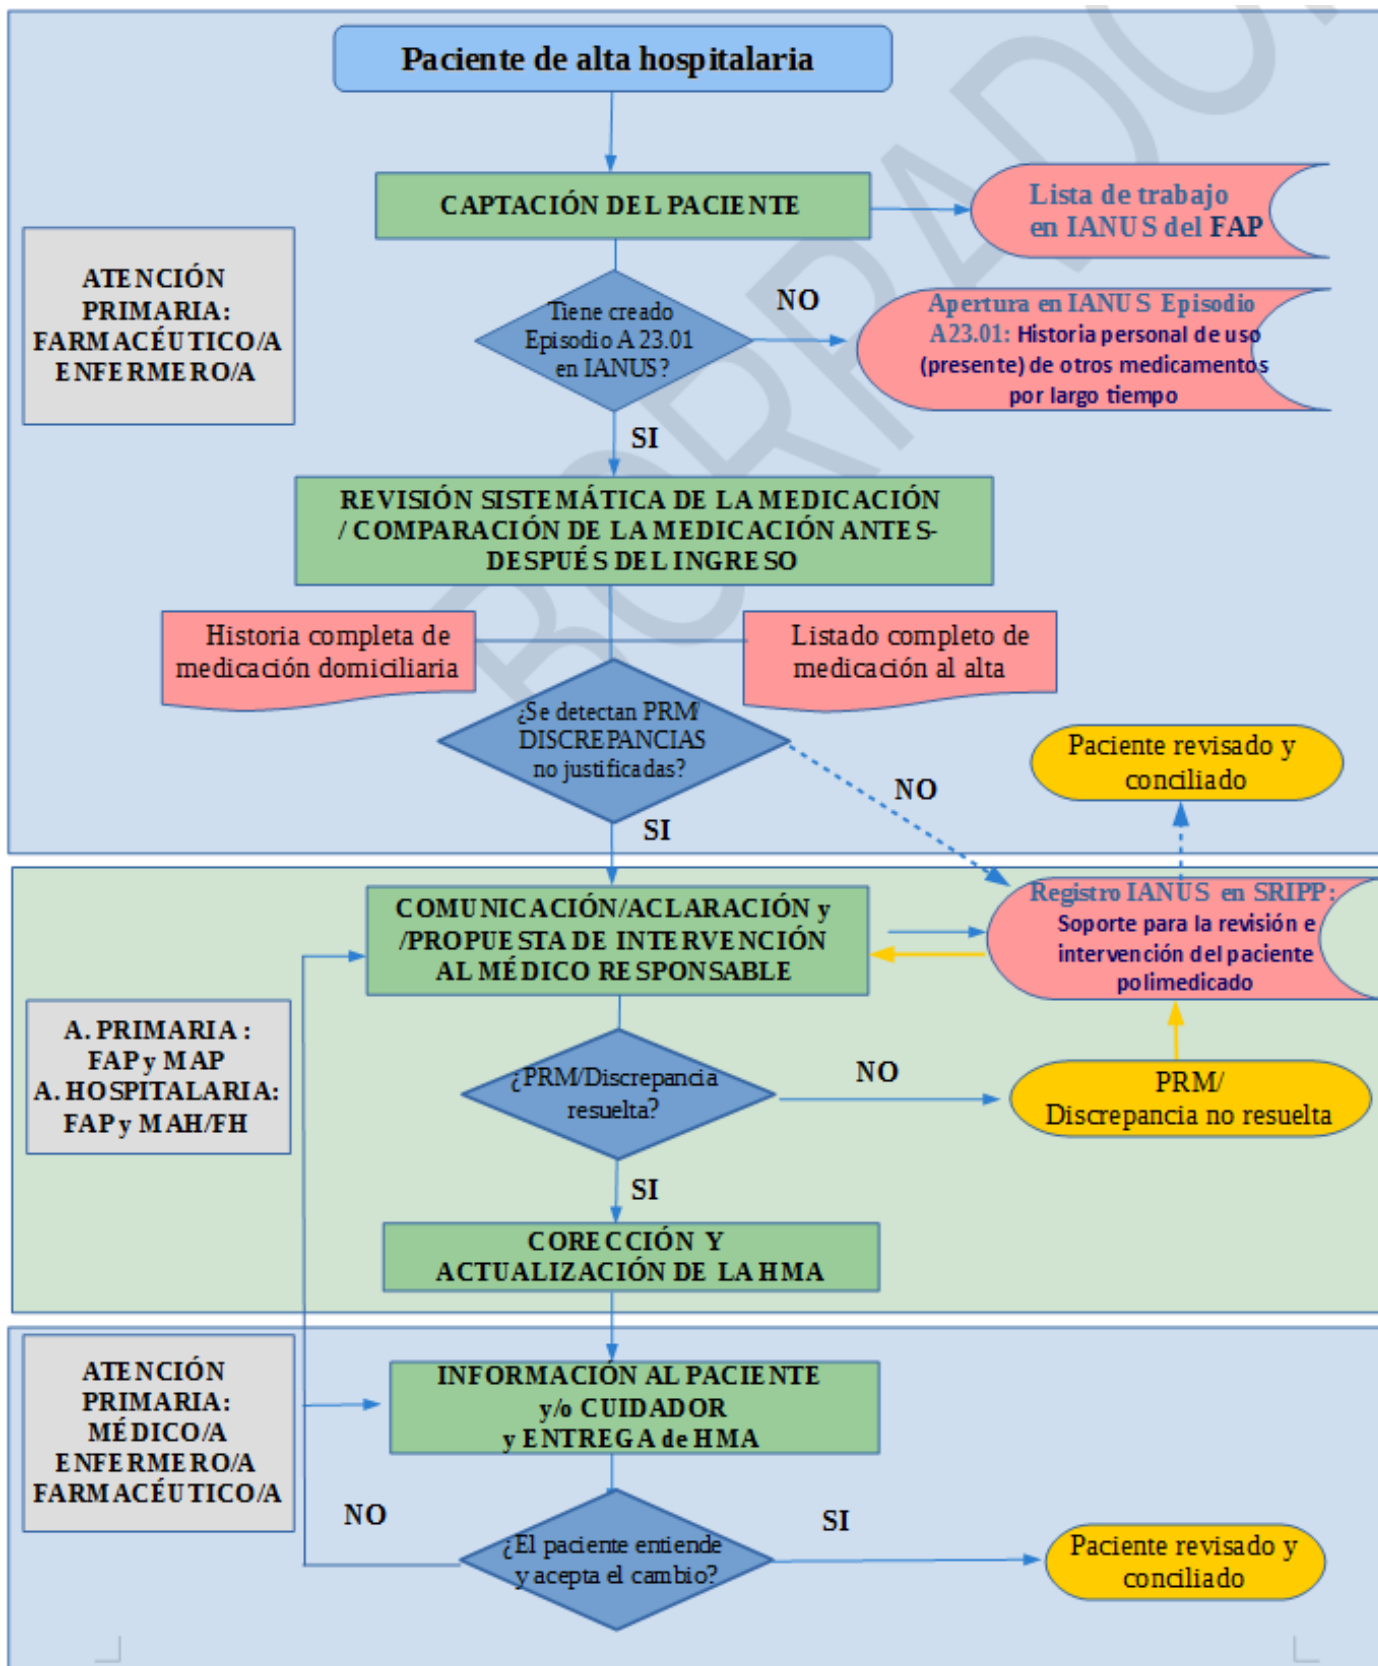 Paciente de alta hospitalaria
CAPTACIÓN DEL PACIENTE
Lista de trabajo
en IANUS del FAP
ATENCIÓN
PRIMARIA:
FARMACÉUTICO/A
ENFERMERO/A
Tiene creado
Episodio A 23.01
en IANUS?
NO
Apertura en IANUS Episodio
A23.01: Historia personal de uso
(presente) de otros medicamentos
por largo tiempo
SI
REVISIÓN SISTEMÁTICA DE LA MEDICACIÓN
/ COMPARACIÓN DE LA MEDICACIÓN ANTES-
DESPUÉS DEL INGRESO
Historia completa de
medicación domiciliaria
Listado completo de
medicación al alta
¿Se detectan PRM/
DISCREPANCIAS
no justificadas?
NO
Paciente revisado y
conciliado
SI
COMUNICACIÓN/ACLARACIÓN y
/PROPUESTA DE INTERVENCIÓN
AL MÉDICO RESPONSABLE
Registro IANUS en SRIPP:
Soporte para la revisión e
intervención del paciente
polimedicado
A. PRIMARIA :
FAP y MAP
A. HOSPITALARIA:
FAP y MAH/FH
¿PRM/Discrepancia
resuelta?
NO
PRM/
Discrepancia no resuelta
SI
CORECCIÓN Y
ACTUALIZACIÓN DE LA HMA
ATENCIÓN
PRIMARIA:
MÉDICO/A
ENFERMERO/A
FARMACÉUTICO/A
INFORMACIÓN AL PACIENTE
y/o CUIDADOR
y ENTREGA de HMA
NO
¿El paciente entiende
y acepta el cambio?
SI
Paciente revisado y
conciliado
BORRADOR